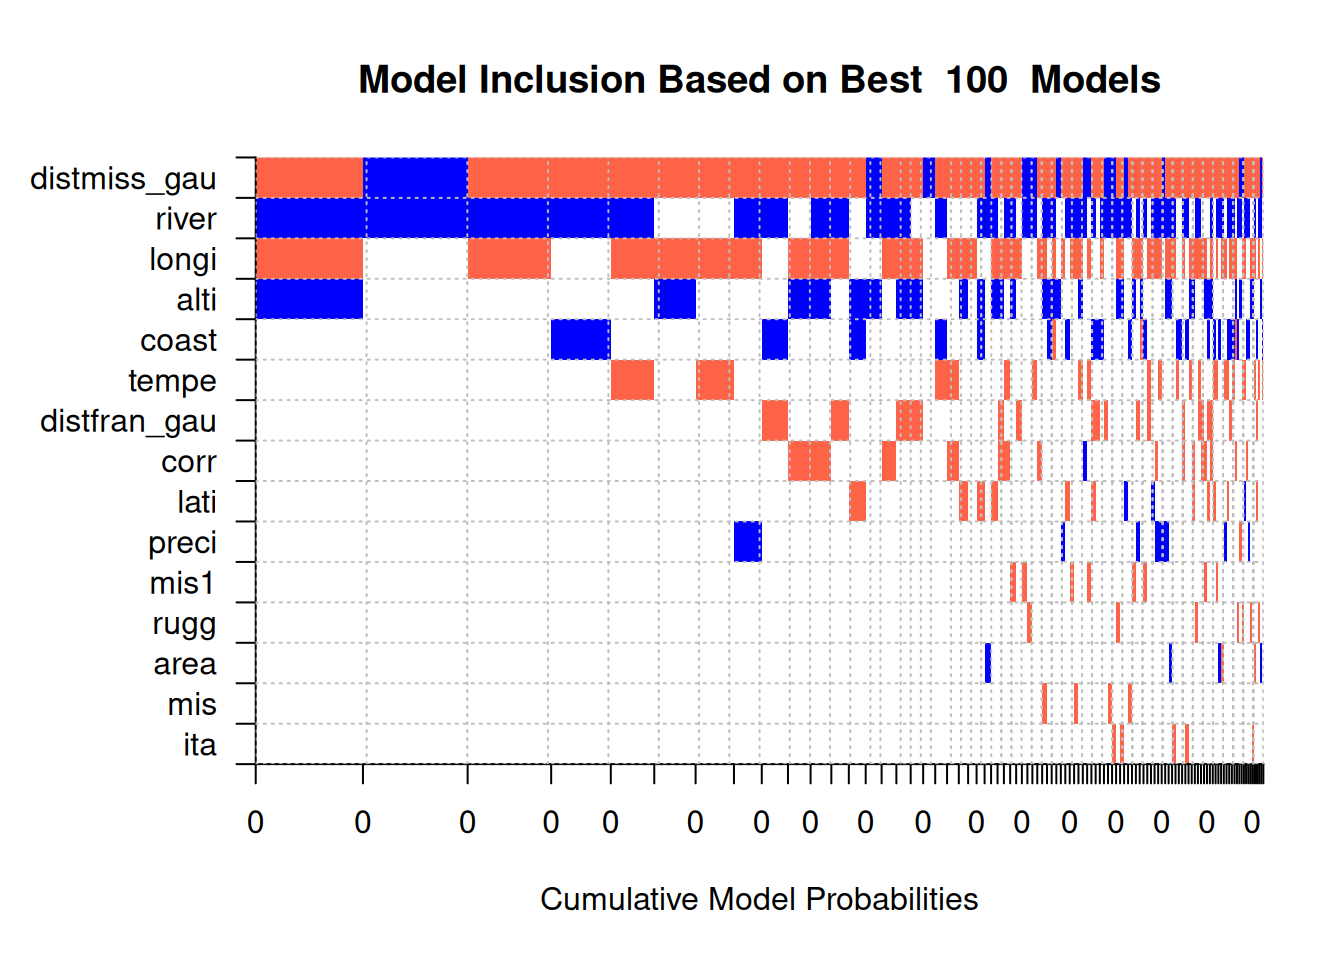 Model Inclusion Based on Best  100  Models
distmiss_gau
river
longi
alti
coast
tempe
distfran_gau
corr
lati
preci
mis1
rugg
area
mis
ita
0 0 0 0 0 0 0 0 0 0 0 0 0 0 0 0 0
Cumulative Model Probabilities